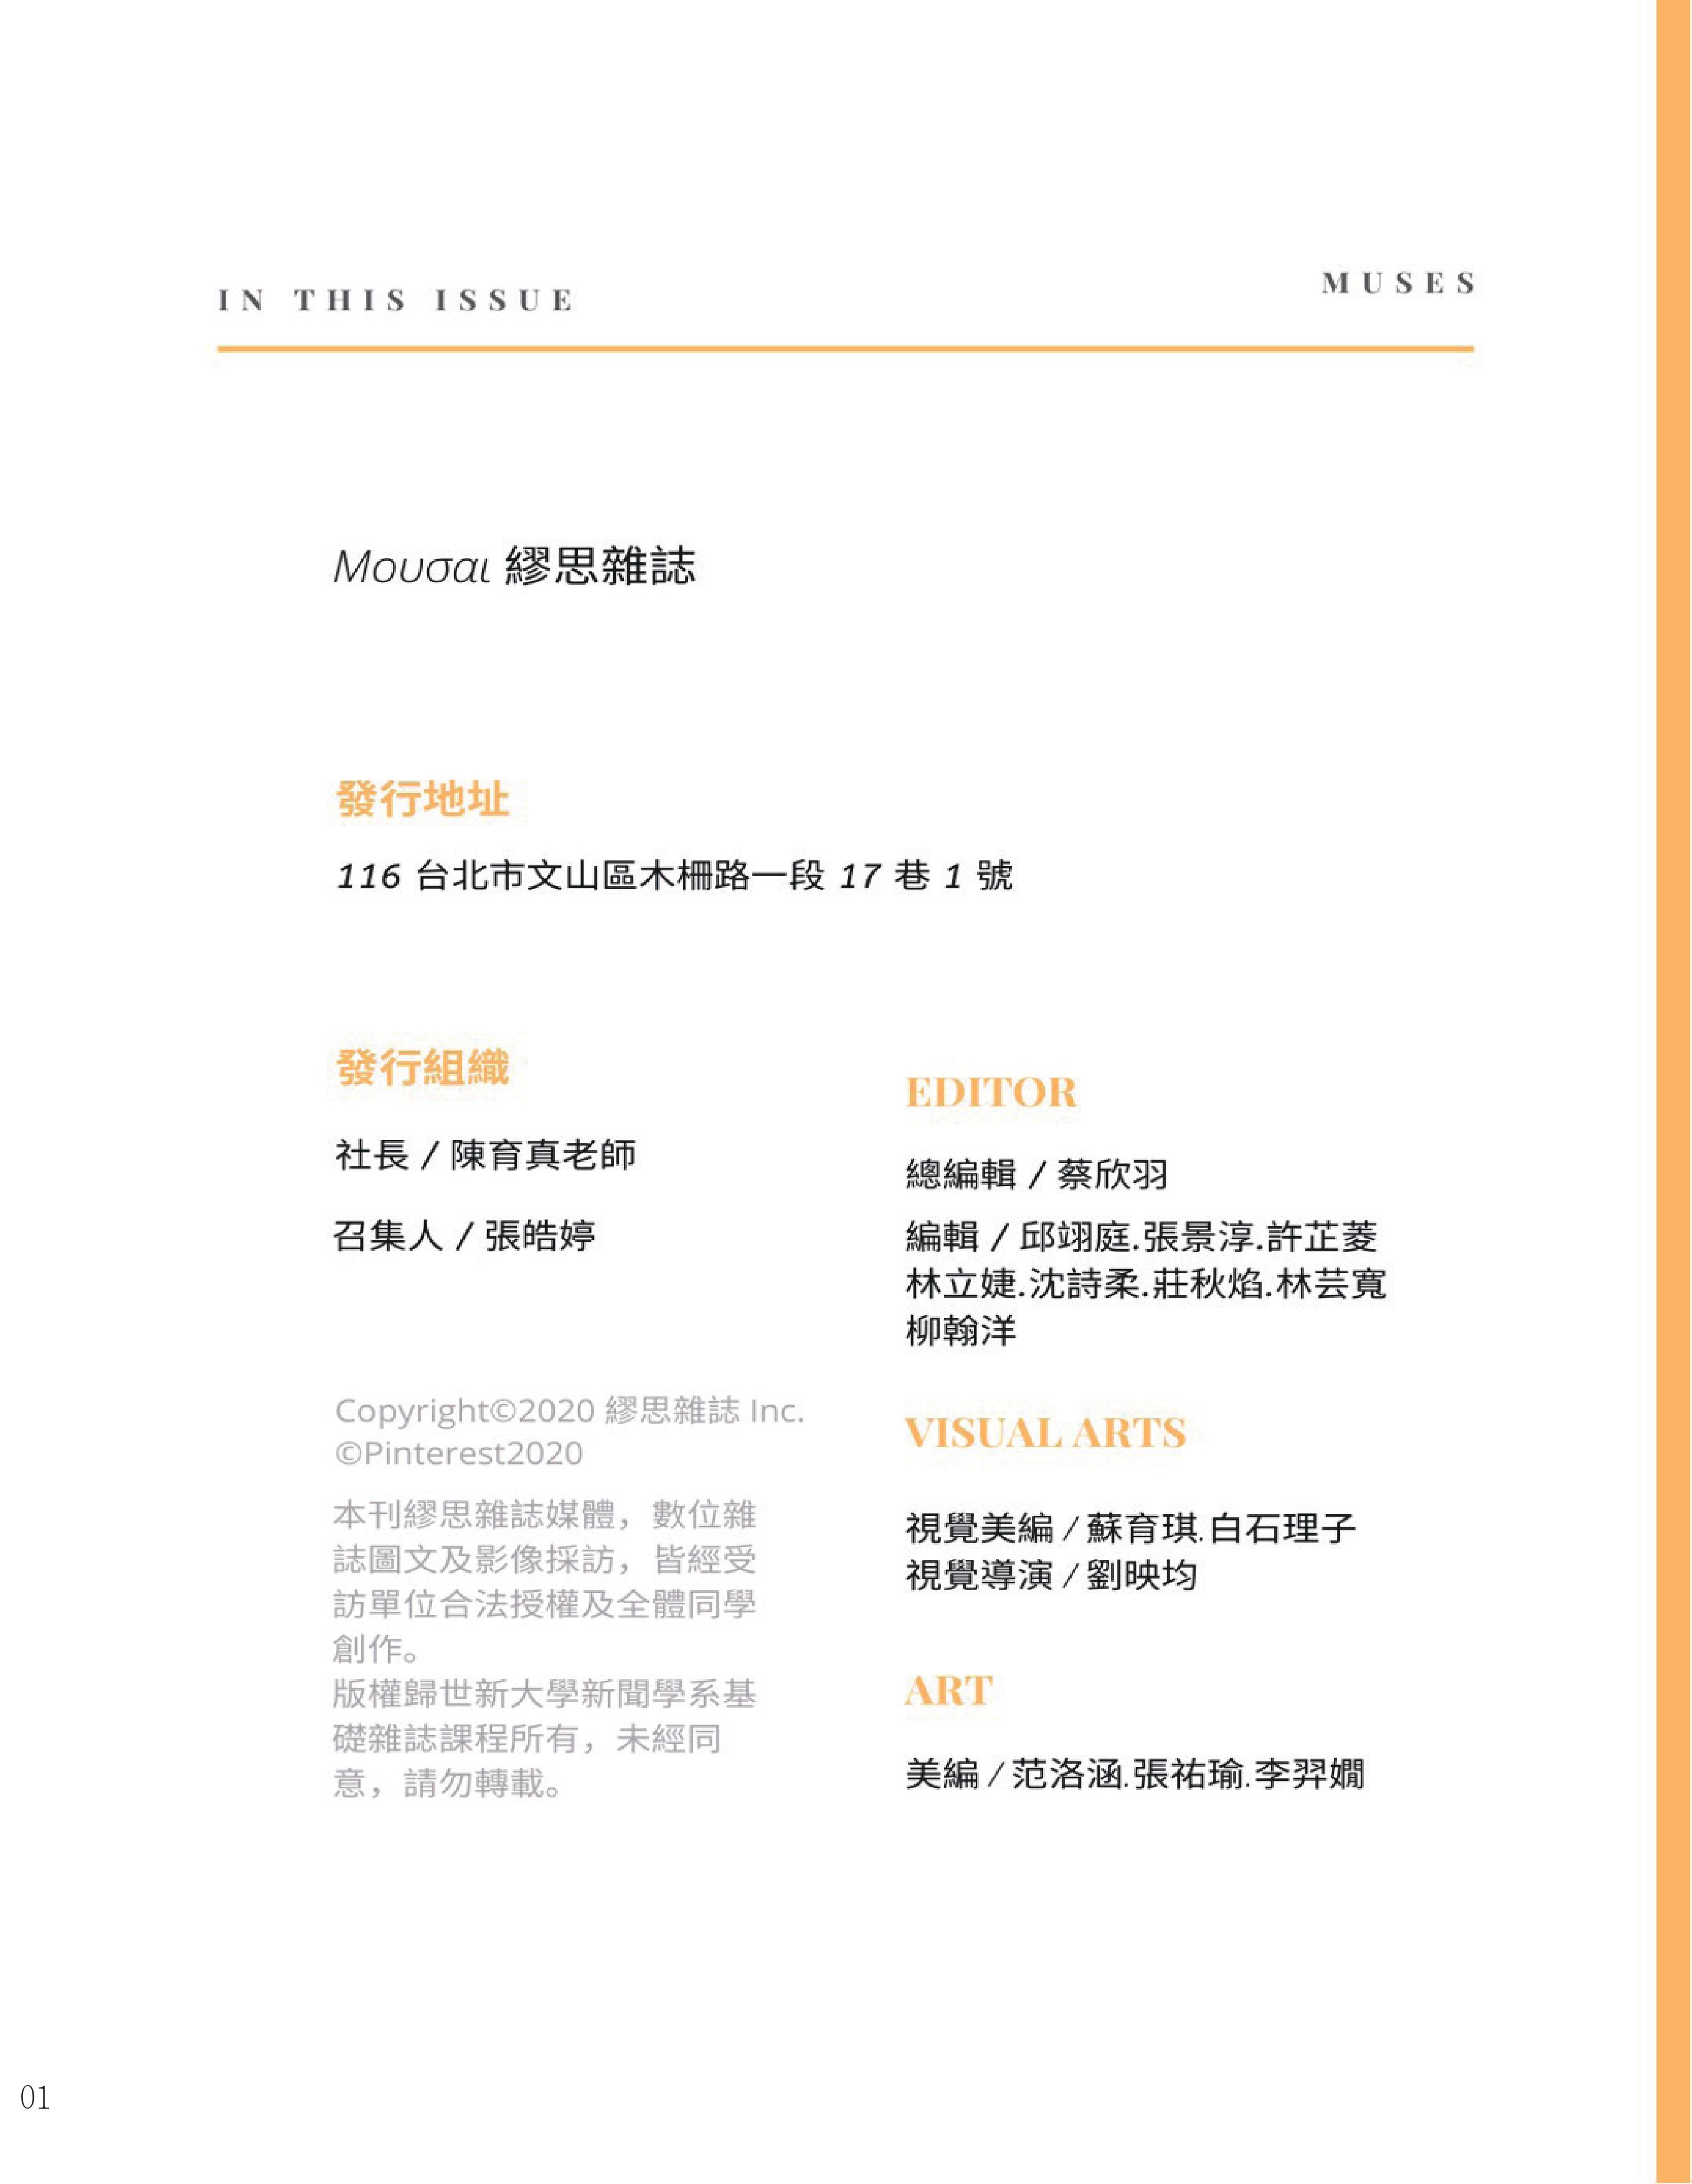 IN THIS ISSUE
MUSES
Μουσαι 繆思雜誌
發行地址
116 台北市文山區木柵路一段 17 巷 1 號
發行組織
社長 / 陳育真老師
召集人 / 張皓婷
Copyright©2020 繆思雜誌 Inc.
©Pinterest2020
本刊繆思雜誌媒體，數位雜
誌圖文及影像採訪，皆經受
訪單位合法授權及全體同學
創作。
版權歸世新大學新聞學系基
礎雜誌課程所有，未經同
意，請勿轉載。
EDITOR
總編輯 / 蔡欣羽
編輯 / 邱翊庭.張景淳.許芷菱
林立婕.沈詩柔.莊秋焰.林芸寬
柳翰洋
VISUAL ARTS
視覺美編 / 蘇育琪.白石理子
視覺導演 / 劉映均
ART
美編 / 范洛涵.張祐瑜.李羿嫺
01